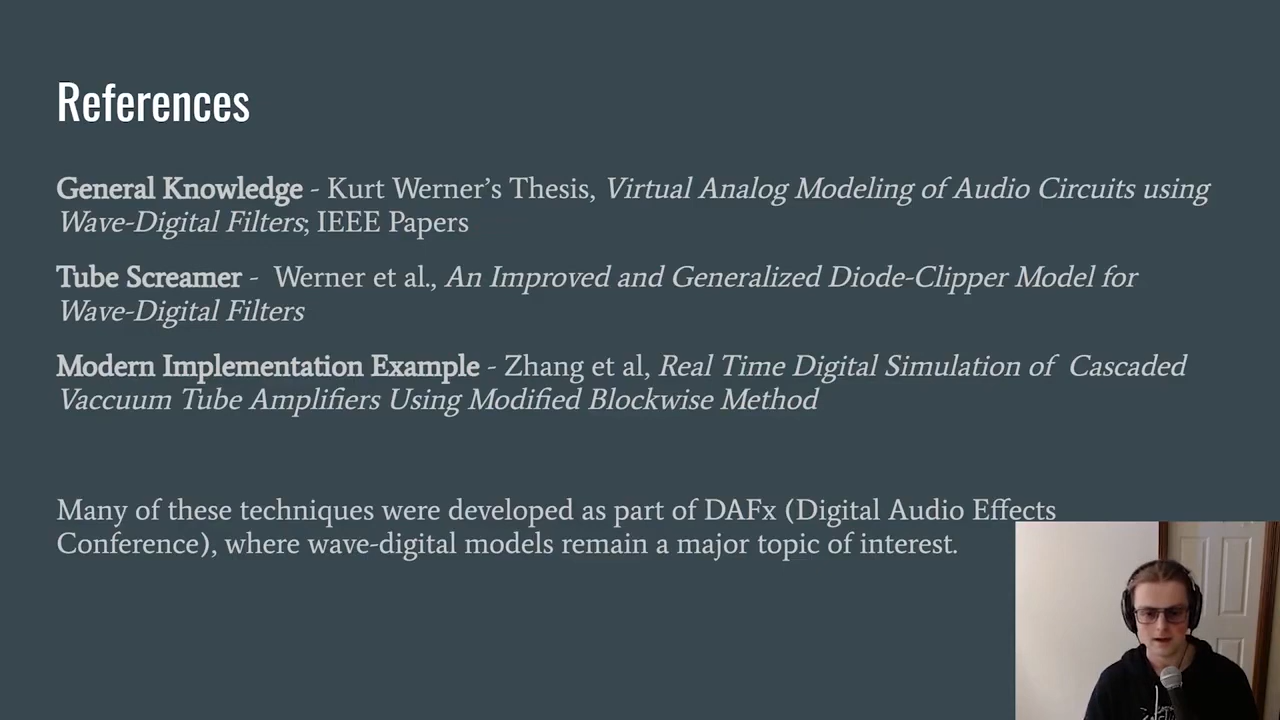 References
General Knowledge - Kurt Werner’s Thesis, Virtual Analog Modeling of Audio Circuits using
Wave-Digital Filters; IEEE Papers
Tube Screamer - Werner et al., An Improved and Generalized Diode-Clipper Model for
Wave-Digital Filters
Modern Implementation Example - Zhang et al, Real Time Digital Simulation of Cascaded
Vaccuum Tube Amplifiers Using Modified Blockwise Method
Many of these techniques were developed as part of DAFx (Digital Audio Effects
Conference), where wave-digital models remain a major topic of interest.